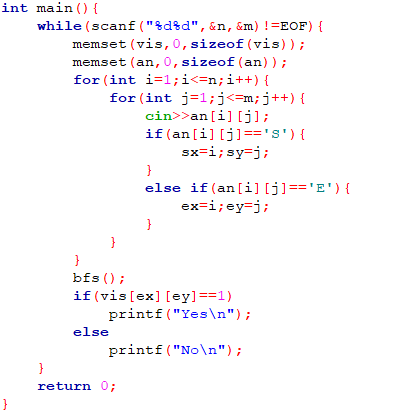 int main(){
    while(scanf("%d%d",&n,&m)!=EOF){
        memset(vis,0,sizeof(vis));
        memset(an,0,sizeof(an));
        for(int i=1;i<=n;i++){
            for(int j=1;j<=m;j++){
                cin>>an[i][j];
                if(an[i][j]=='S'){
                    sx=i;sy=j;
                }
                else if(an[i][j]=='E'){
                    ex=i;ey=j;
                }
            }
        }
        bfs();
        if(vis[ex][ey]==1)
            printf("Yes\n");
        else
            printf("No\n");
    }
    return 0;
}